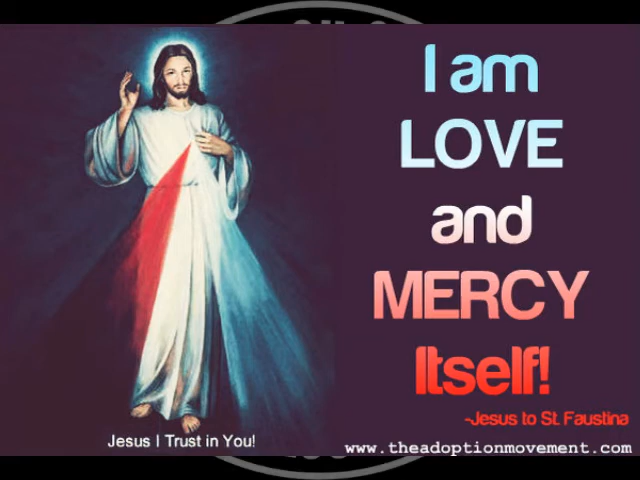 I am
LOVE
and
MERCY
Itself!
~Jesus to St. Faustina
Jesus I Trust in You!
www.theadoptionmovement.com